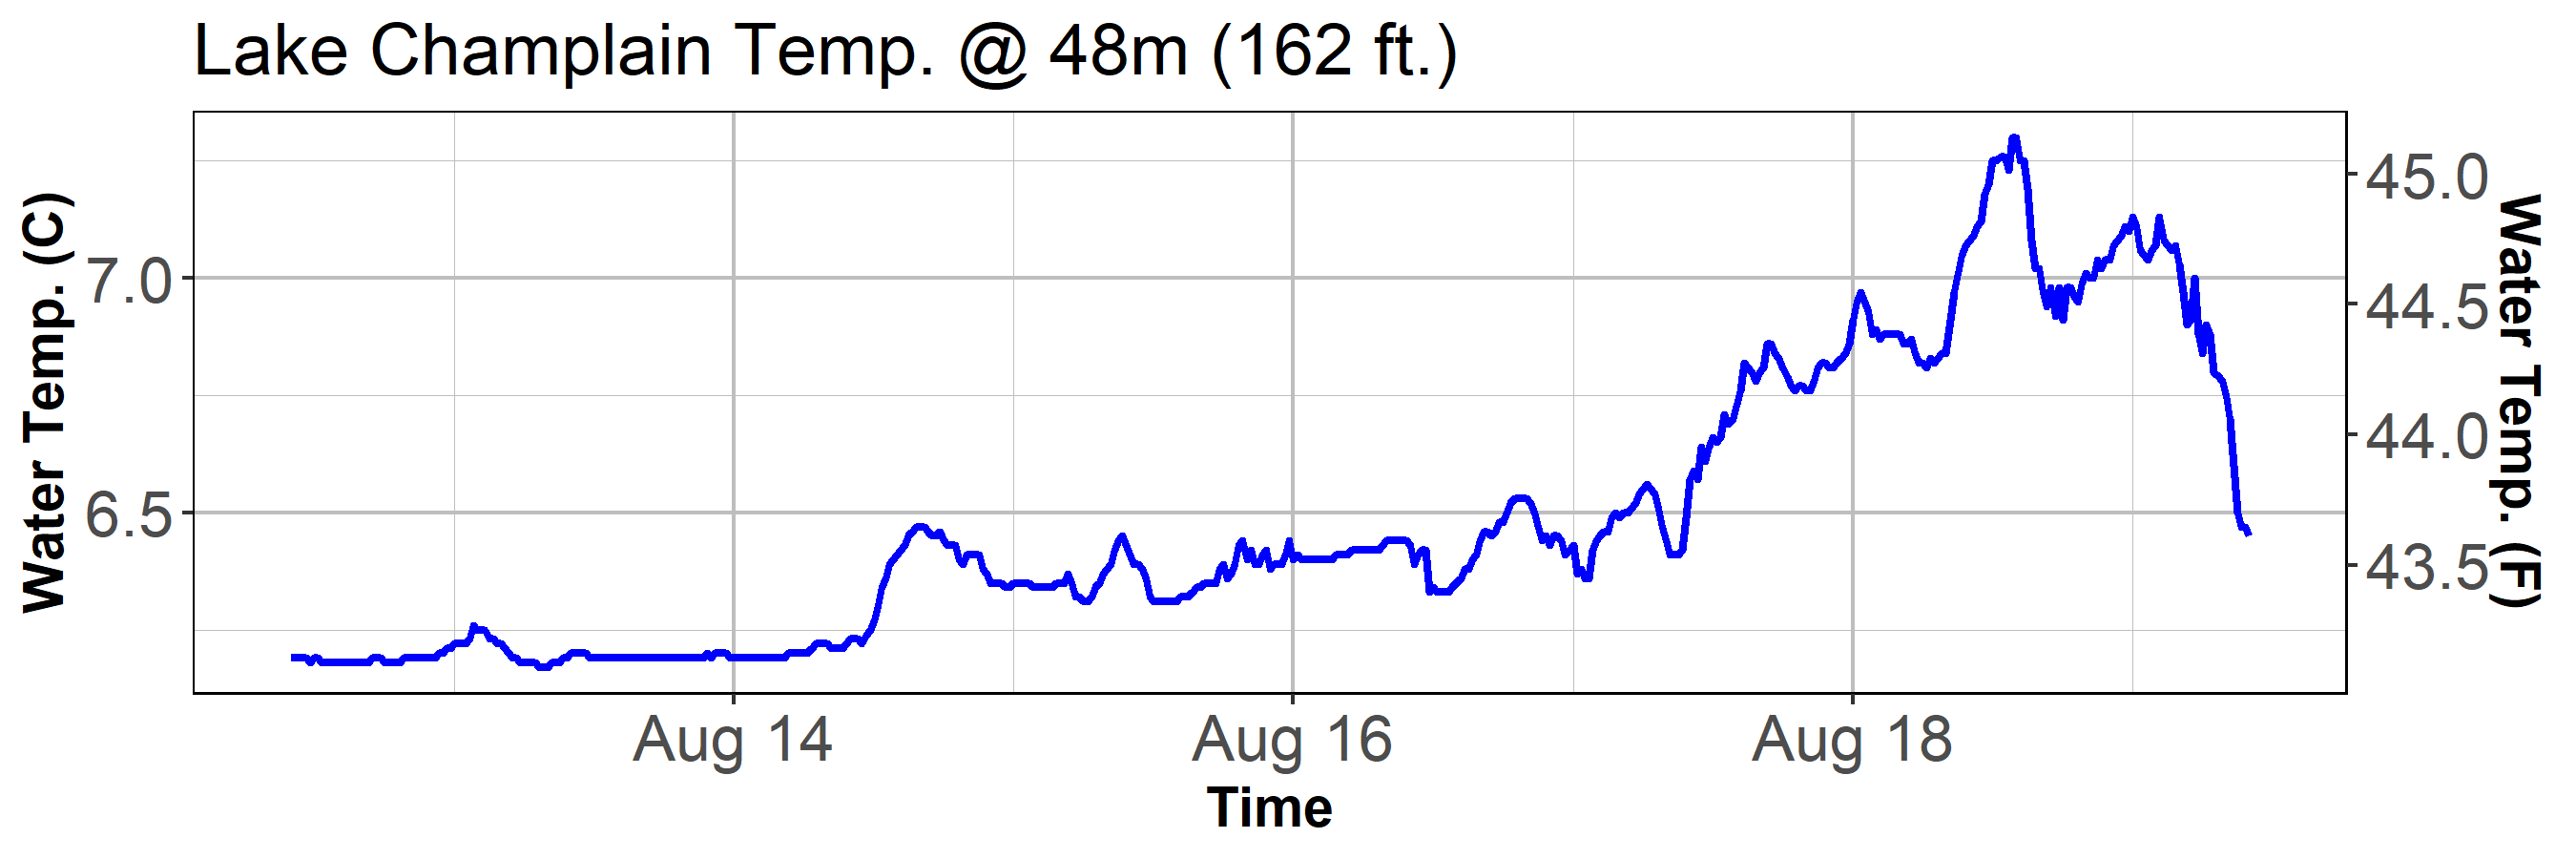 Lake Champlain Temp. @ 48m (162 ft.)
Water Temp. (C)
7.0
6.5
45.0
44.5
44.0
43.5
Water Temp. (F)
Aug 14
Aug 16
Aug 18
Time